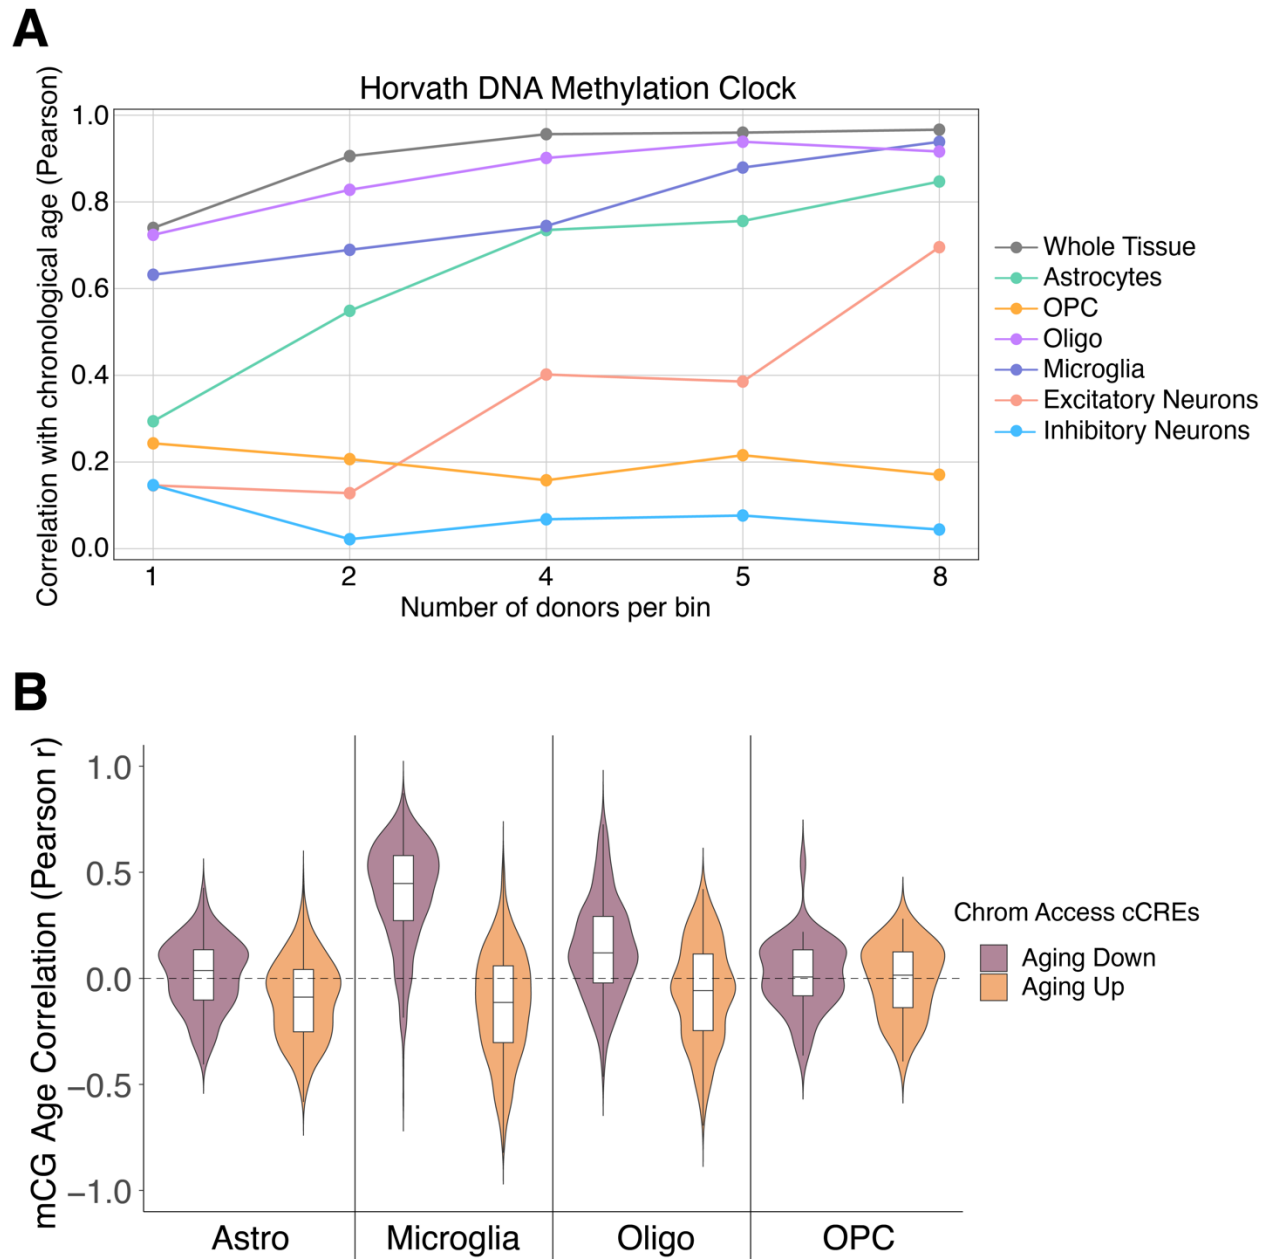 A
Horvath DNA Methylation Clock
Correlation with chronological age (Pearson)
1.0
0.8
0.6
0.4
0.2
0.0
1 2 4 5 8
Number of donors per bin
Whole Tissue
Astrocytes
OPC
Oligo
Microglia
Excitatory Neurons
Inhibitory Neurons
B
mCG Age Correlation (Pearson r)
1.0
0.5
0.0
−0.5
−1.0
Astro Microglia Oligo OPC
Chrom Access cCREs
Aging Down
Aging Up